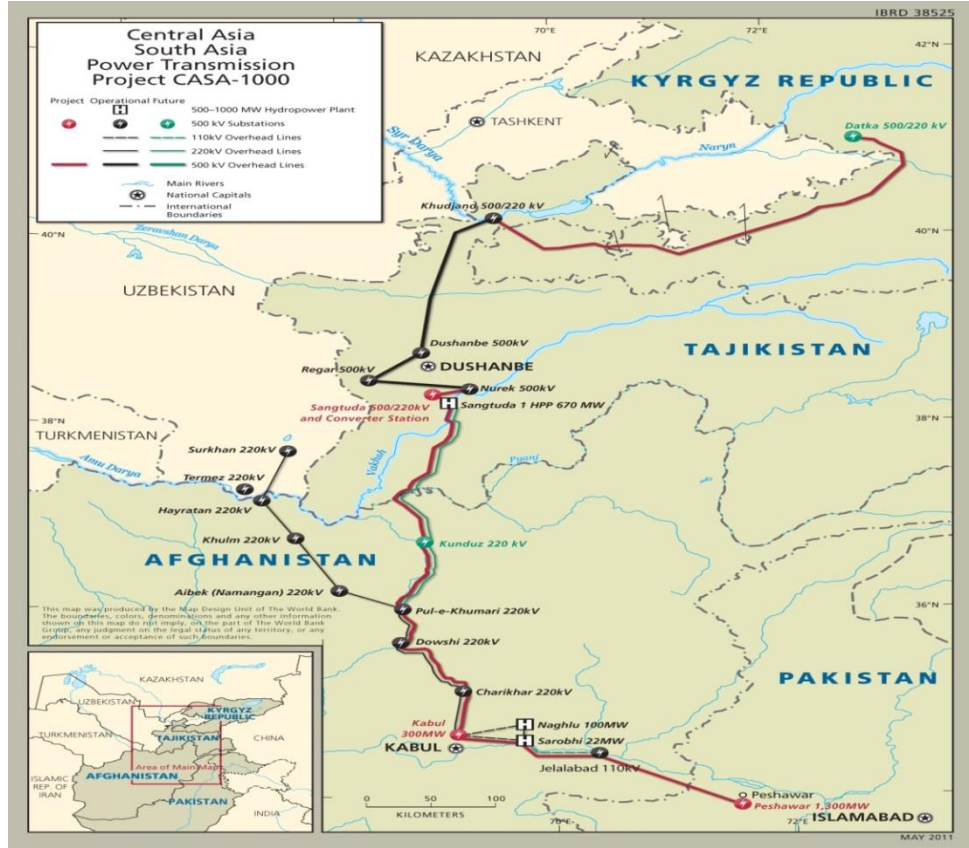 IBRD 38525
Central Asia
South Asia
Power Transmission
Project CASA-1000
Project Operational Future
H 500–1000 MW Hydropower Plant
500 kV Substations
110kV Overhead Lines
220kV Overhead Lines
500 kV Overhead Lines
Main Rivers
National Capitals
International
Boundaries
70°E
72°E
42°N
KAZAKHSTAN
KYRGYZ REPUBLIC
TASHKENT
Datka 500/220 kV
Syr Darya
Naryn
Khudjand 500/220 kV
40°N
40°N
Zeravshan Darya
UZBEKISTAN
Dushanbe 500kV
TAJIKISTAN
DUSHANBE
Regar 500kV
Nurek 500kV
H Sangtuda 1 HPP 670 MW
Sangtuda 500/220kV
and Converter Station
38°N
38°N
TURKMENISTAN
Surkhan 220kV
Vakhsh
Pyanj
Amu Darya
Termez 220kV
Hayratan 220kV
Khulm 220kV
Kunduz 220 kV
AFGHANISTAN
Aibek (Namangan) 220kV
Pul-e-Khumari 220kV
36°N
This map was produced by the Map Design Unit of The World Bank.
The boundaries, colors, denominations and any other information
shown on this map do not imply, on the part of The World Bank
Group, any judgment on the legal status of any territory, or any
endorsement or acceptance of such boundaries.
Dowshi 220kV
PAKISTAN
Charikhar 220kV
Kabul
300MW
H Naghlu 100MW
H Sarobhi 22MW
KABUL
Jelalabad 110kV
Peshawar
Peshawar 1,300MW
ISLAMABAD
0 50 100
KILOMETERS
70°E
72°E
KAZAKHSTAN
UZBEKISTAN
KYRGYZ
REPUBLIC
TURKMENISTAN
TAJIKISTAN
CHINA
Area of Main Map
AFGHANISTAN
ISLAMIC
REP. OF
IRAN
PAKISTAN
INDIA
MAY 2011